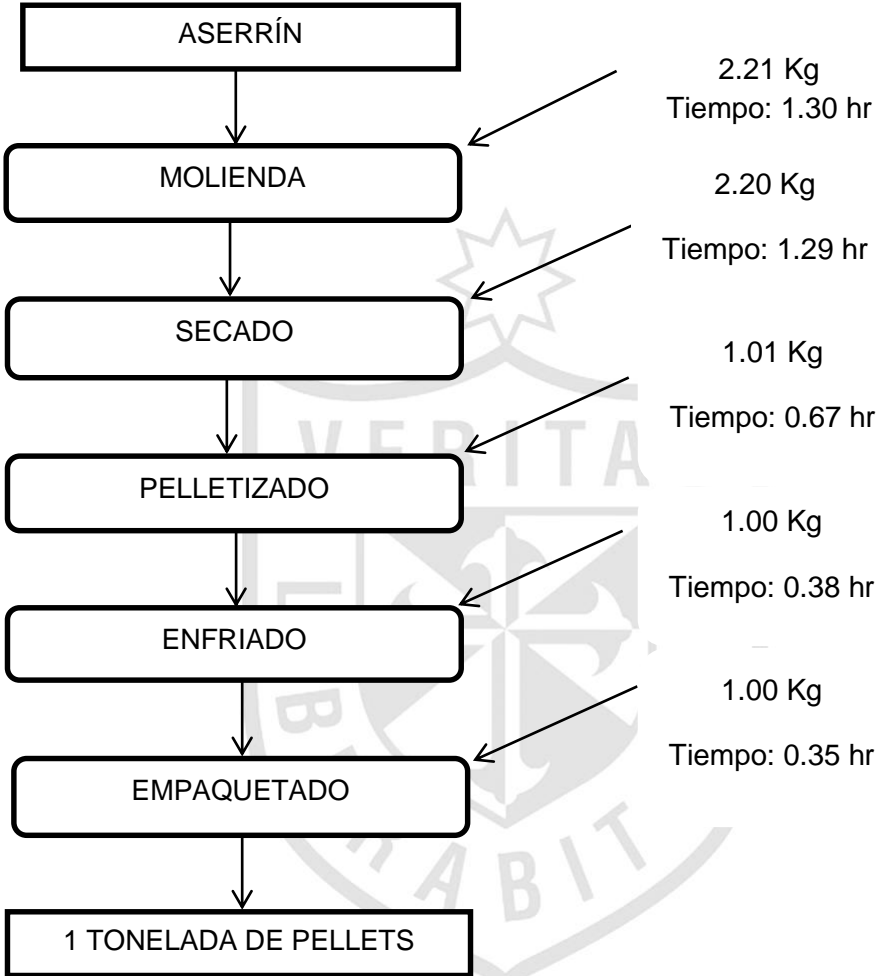 ASERRÍN
2.21 Kg
Tiempo: 1.30 hr
MOLIENDA
2.20 Kg
Tiempo: 1.29 hr
SECADO
1.01 Kg
Tiempo: 0.67 hr
PELLETIZADO
1.00 Kg
Tiempo: 0.38 hr
ENFRIADO
1.00 Kg
Tiempo: 0.35 hr
EMPAQUETADO
1 TONELADA DE PELLETS
VERITA
L
B
RABIT